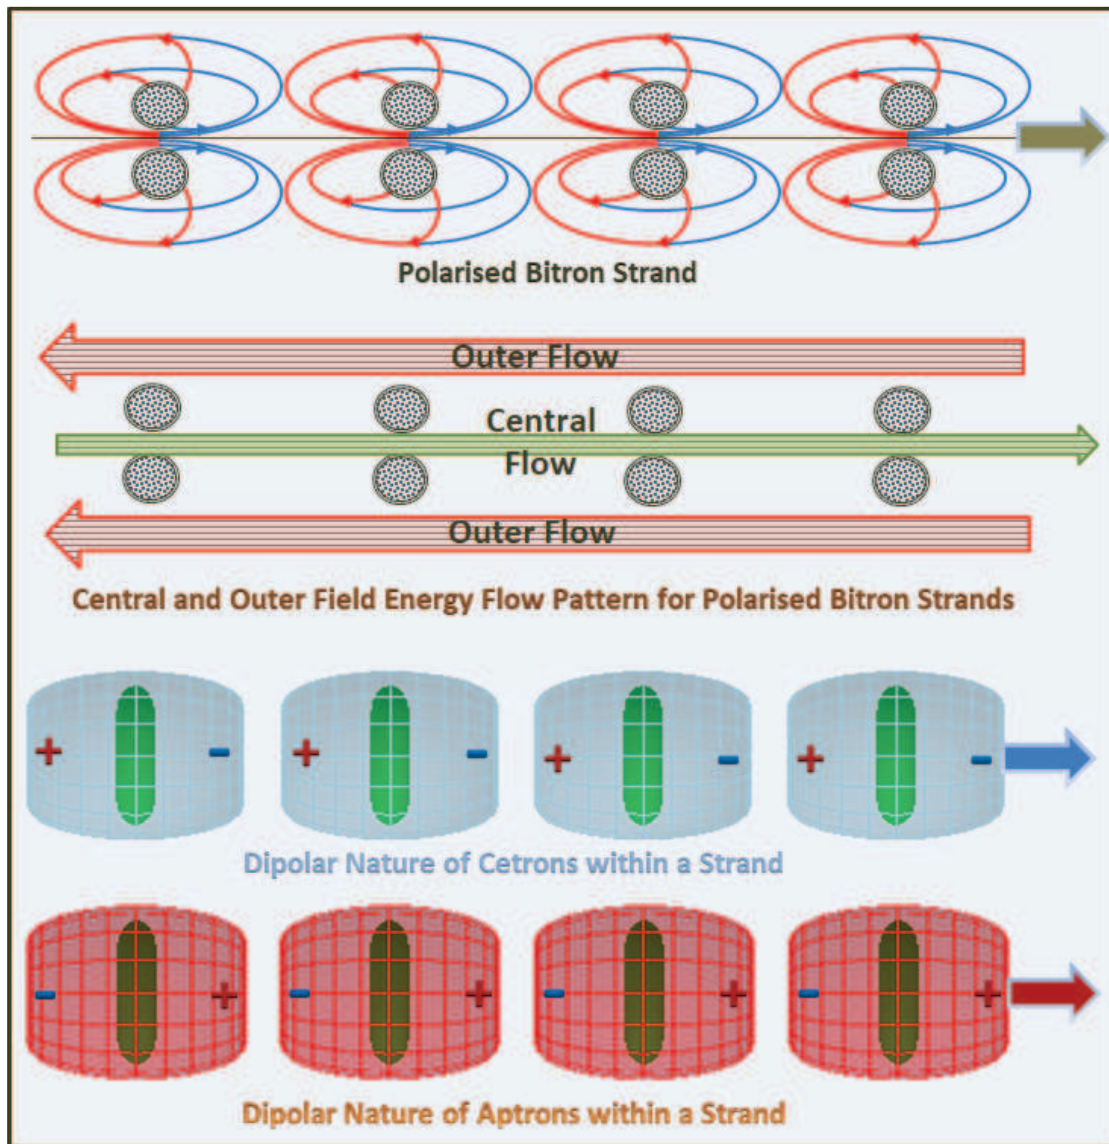 Polarised Bitron Strand
Outer Flow
Central
Flow
Outer Flow
Central and Outer Field Energy Flow Pattern for Polarised Bitron Strands
+ - + - + - + -
Dipolar Nature of Cetrons within a Strand
- + - + - + - +
Dipolar Nature of Aptrons within a Strand